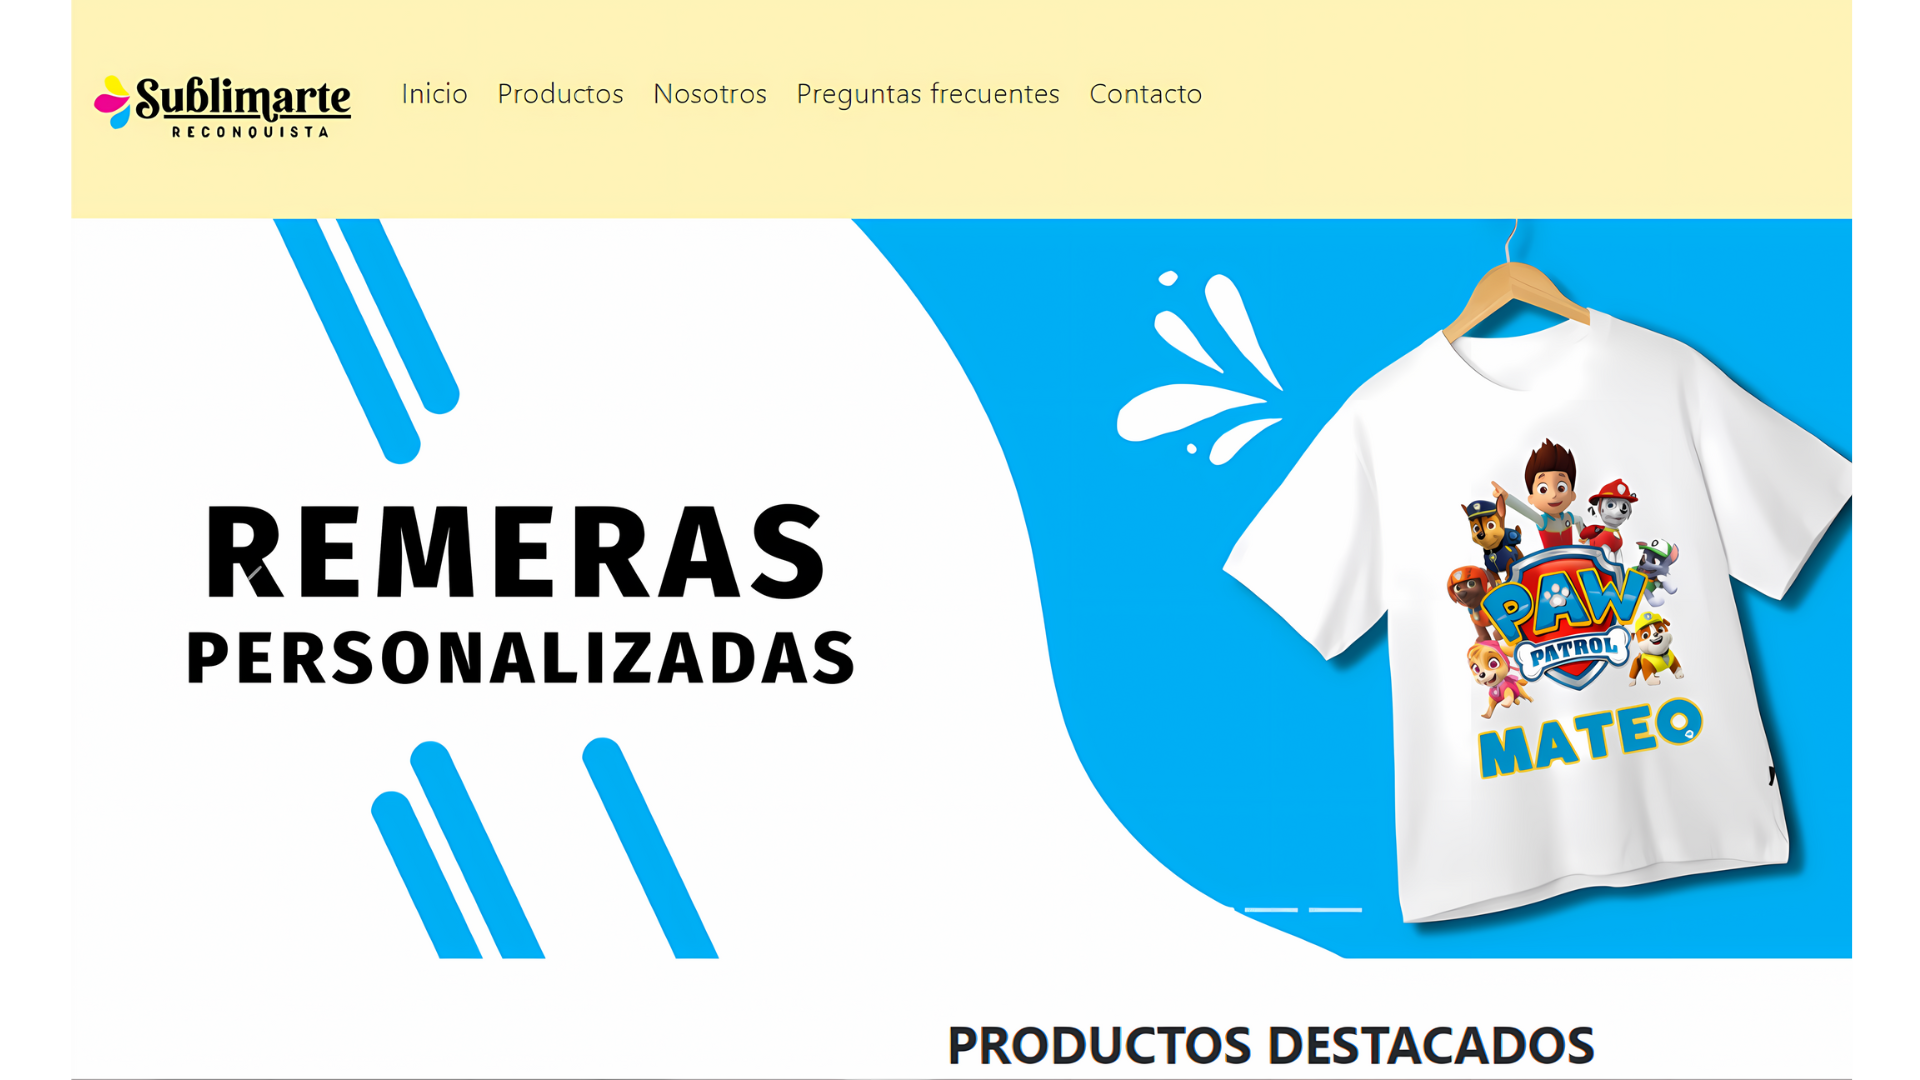 Sublimarte
RECONQUISTA
Inicio Productos Nosotros Preguntas frecuentes Contacto
REMERAS
PERSONALIZADAS
PAW
PATROL
MATEO
PRODUCTOS DESTACADOS